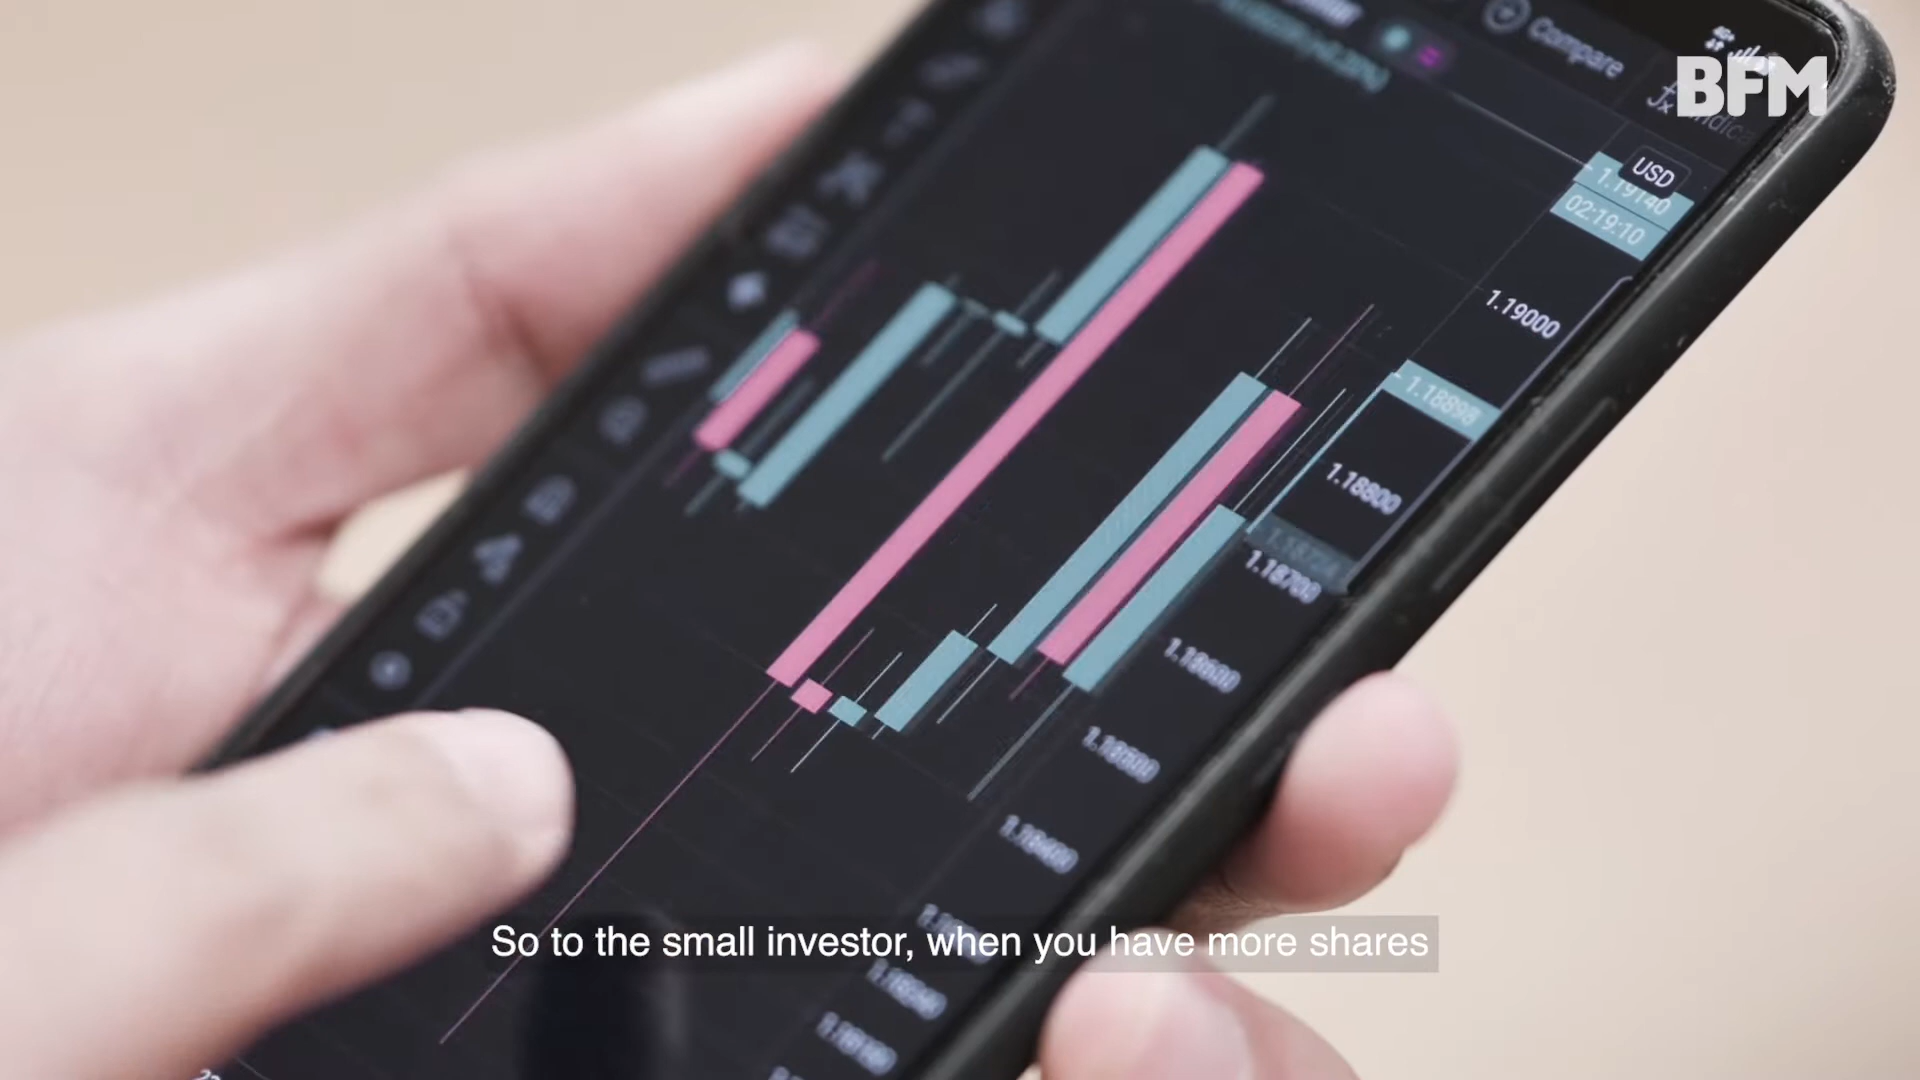 Compare
BFM
USD
1.19140
02:19:10
1.19000
1.18898
1.18800
1.18700
1.18600
1.18500
1.18400
So to the small investor, when you have more shares